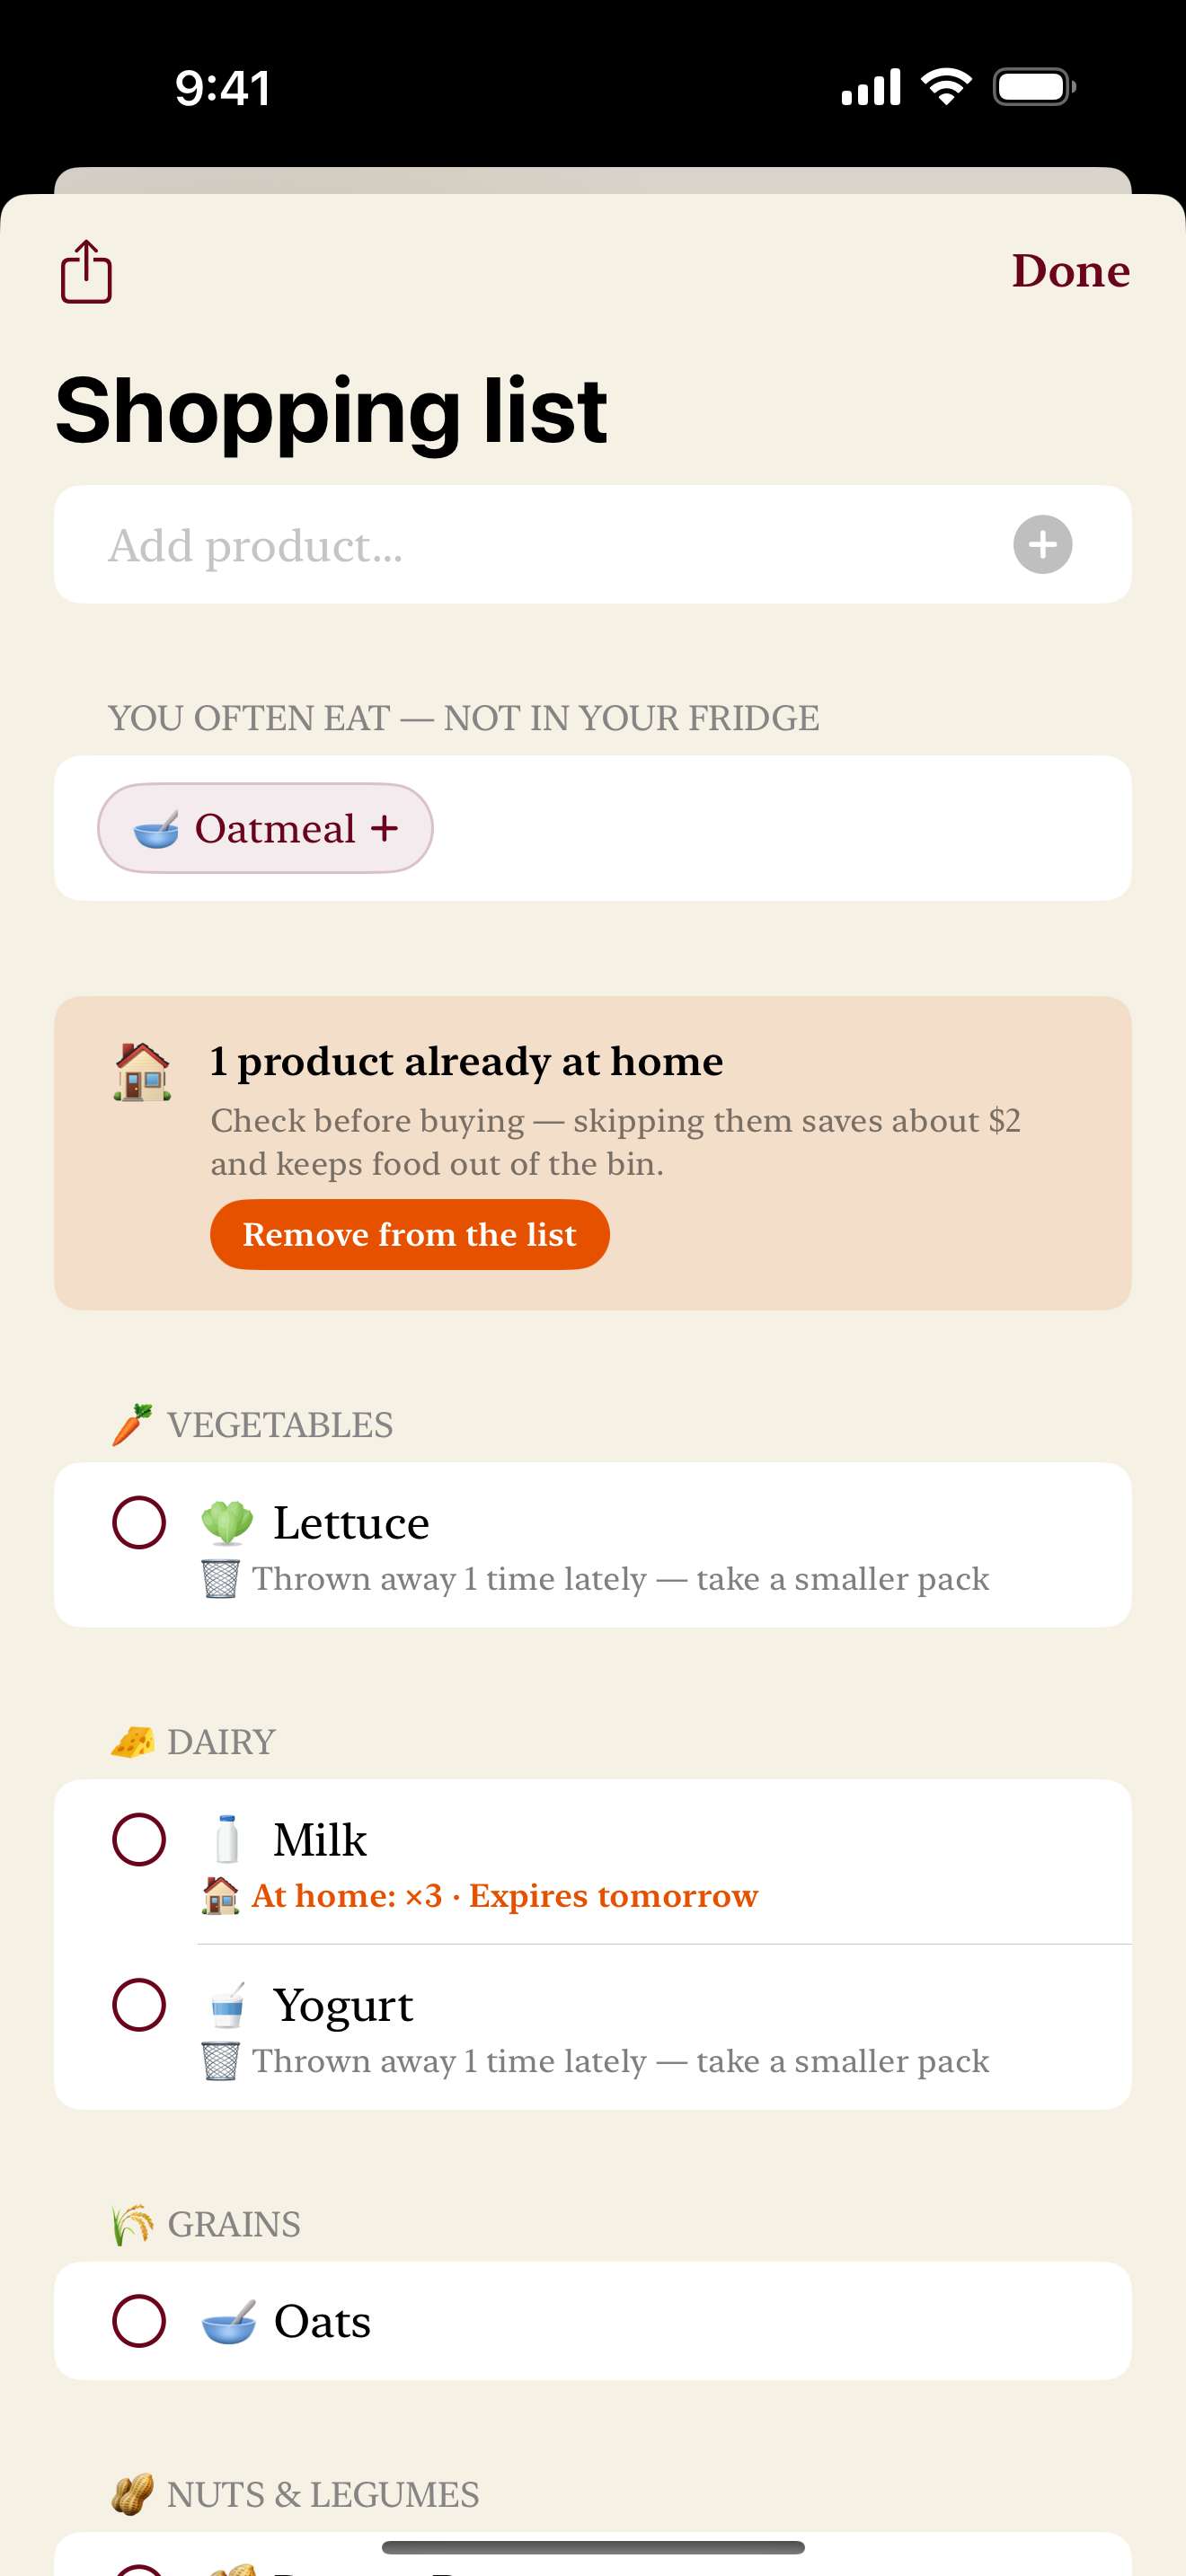 9:41
Done
Shopping list
Add product...
YOU OFTEN EAT — NOT IN YOUR FRIDGE
Oatmeal +
1 product already at home
Check before buying — skipping them saves about $2
and keeps food out of the bin.
Remove from the list
VEGETABLES
Lettuce
Thrown away 1 time lately — take a smaller pack
DAIRY
Milk
At home: ×3 · Expires tomorrow
Yogurt
Thrown away 1 time lately — take a smaller pack
GRAINS
Oats
NUTS & LEGUMES